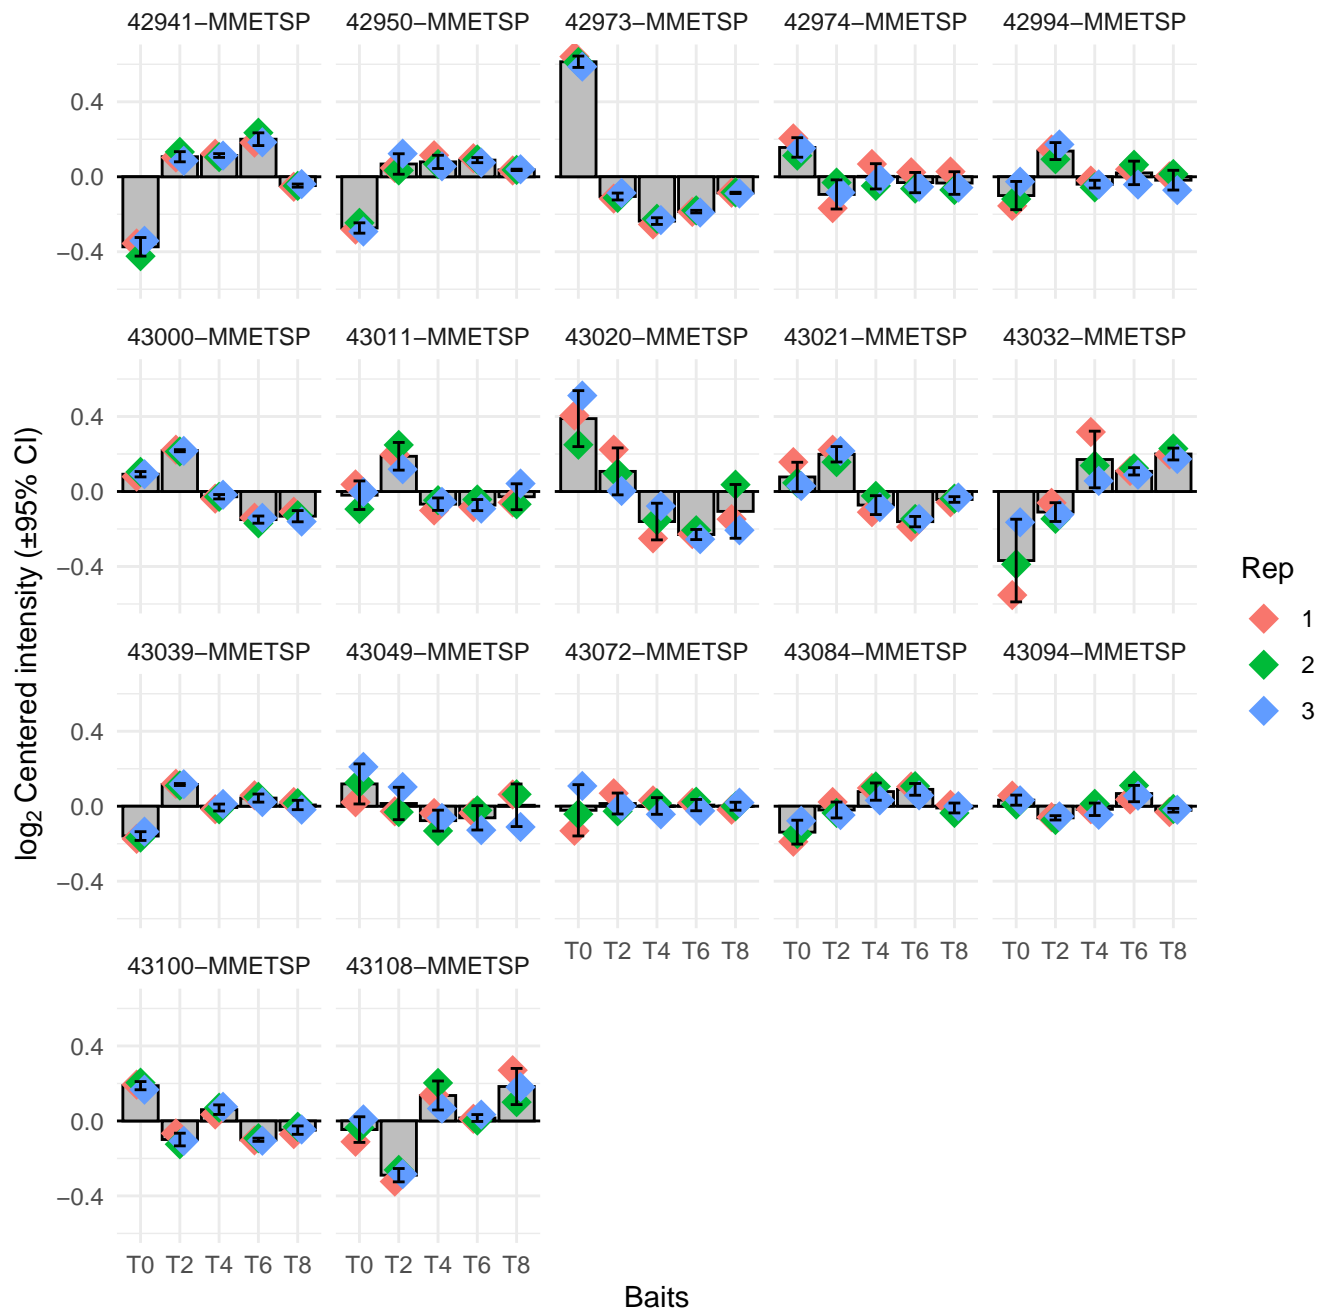 42941−MMETSP 42950−MMETSP 42973−MMETSP 42974−MMETSP 42994−MMETSP
0.4
0.0
−0.4
43000−MMETSP 43011−MMETSP 43020−MMETSP 43021−MMETSP 43032−MMETSP
0.4
0.0
−0.4
43039−MMETSP 43049−MMETSP 43072−MMETSP 43084−MMETSP 43094−MMETSP
0.4
0.0
−0.4
T0 T2 T4 T6 T8 T0 T2 T4 T6 T8 T0 T2 T4 T6 T8
43100−MMETSP 43108−MMETSP
0.4
0.0
−0.4
T0 T2 T4 T6 T8 T0 T2 T4 T6 T8
Baits
log2 Centered intensity (±95% CI)
Rep
1
2
3